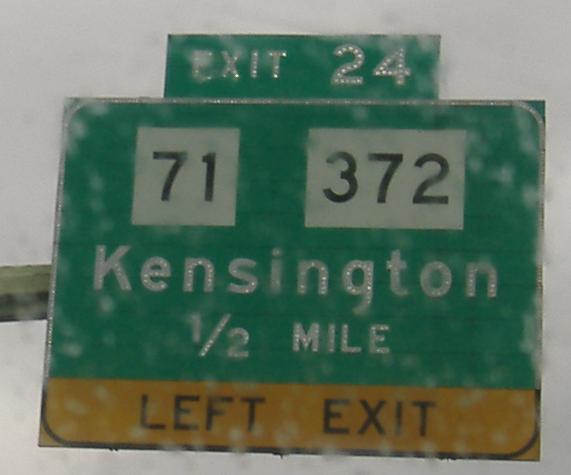 EXIT 24
71 372
Kensington
1/2 MILE
LEFT EXIT